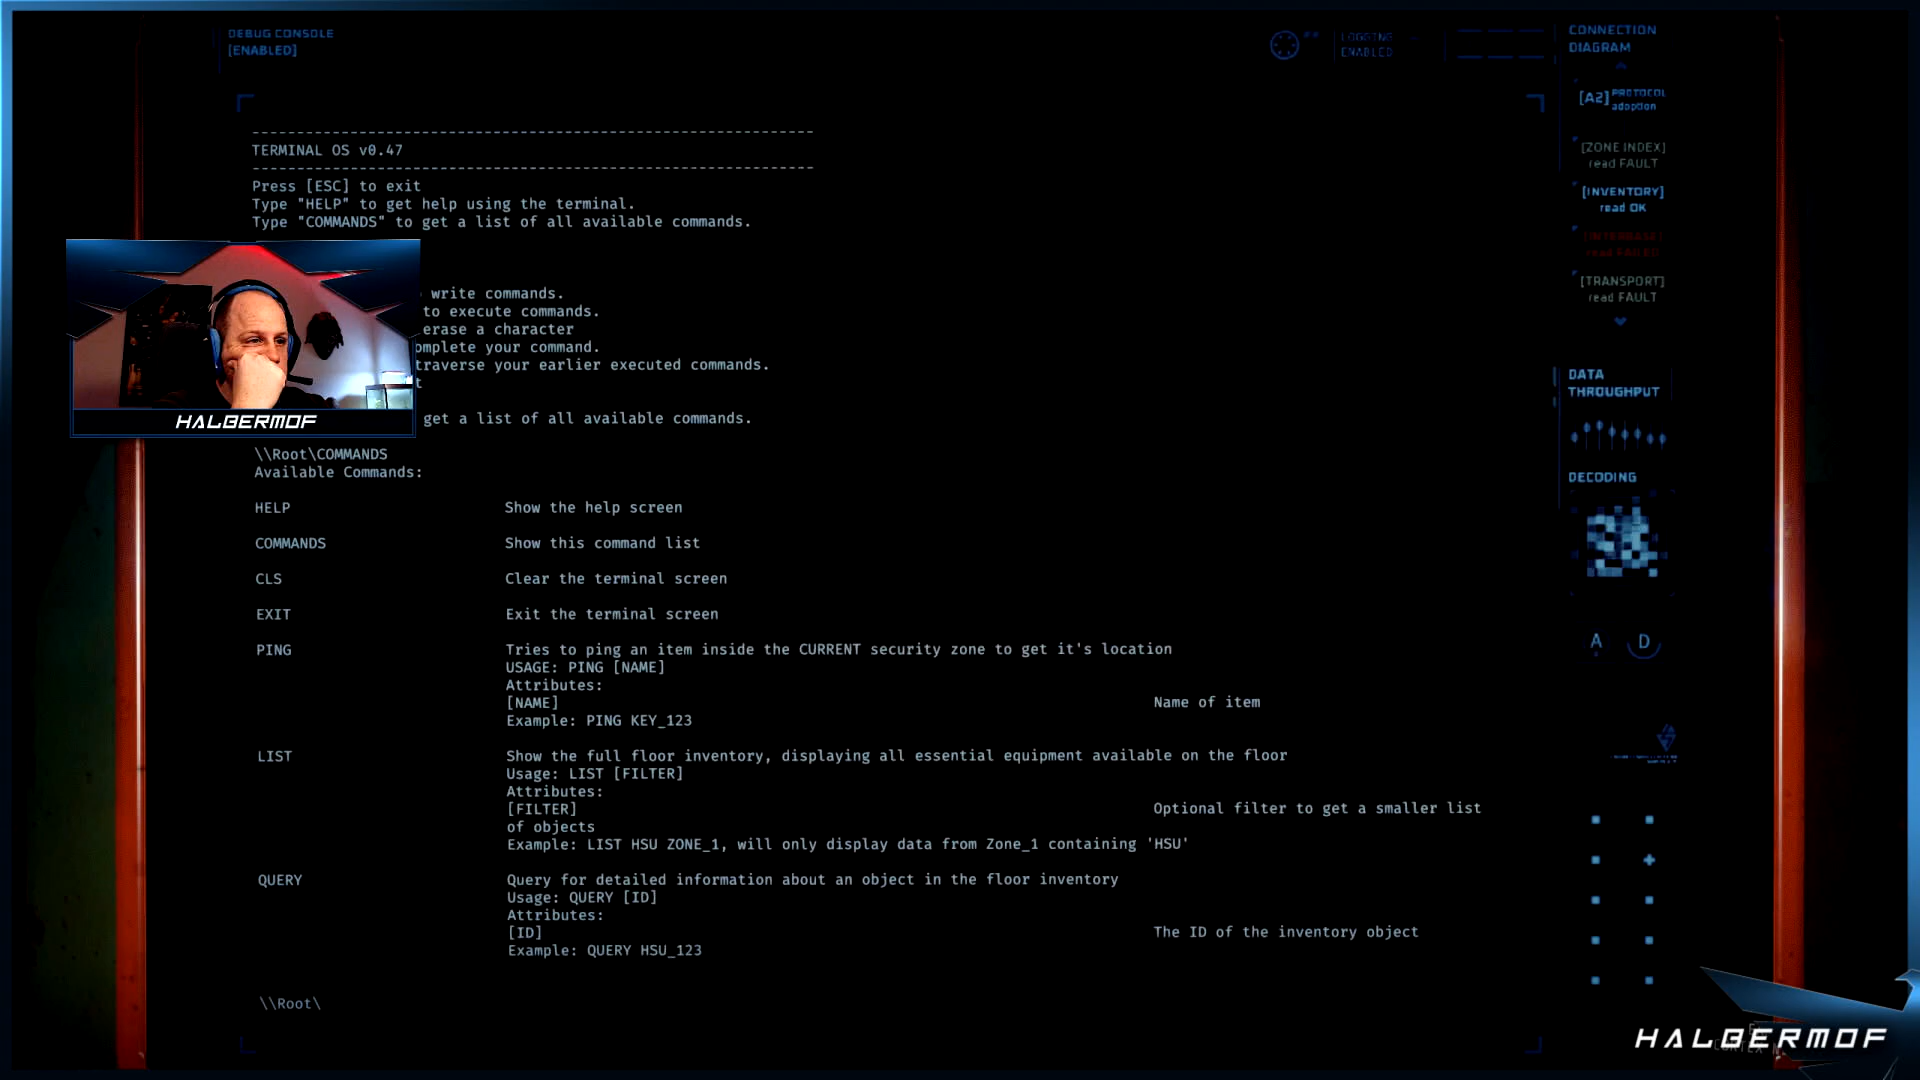 DEBUG CONSOLE
[ENABLED]
LOGGING
ENABLED
CONNECTION
DIAGRAM
[A2] PROTOCOL
adoption
[ZONE INDEX]
read FAULT
[INVENTORY]
read OK
[INTERBASE]
read FAILED
[TRANSPORT]
read FAULT
DATA
THROUGHPUT
DECODING
A D
----------------------------------------------------------------
TERMINAL OS v0.47
----------------------------------------------------------------
Press [ESC] to exit
Type "HELP" to get help using the terminal.
Type "COMMANDS" to get a list of all available commands.
write commands.
to execute commands.
erase a character
omplete your command.
traverse your earlier executed commands.
t
get a list of all available commands.
HALBERMOF
\\Root\COMMANDS
Available Commands:
HELP Show the help screen
COMMANDS Show this command list
CLS Clear the terminal screen
EXIT Exit the terminal screen
PING Tries to ping an item inside the CURRENT security zone to get it's location
USAGE: PING [NAME]
Attributes:
[NAME] Name of item
Example: PING KEY_123
LIST Show the full floor inventory, displaying all essential equipment available on the floor
Usage: LIST [FILTER]
Attributes:
[FILTER] Optional filter to get a smaller list
of objects
Example: LIST HSU ZONE_1, will only display data from Zone_1 containing 'HSU'
QUERY Query for detailed information about an object in the floor inventory
Usage: QUERY [ID]
Attributes:
[ID] The ID of the inventory object
Example: QUERY HSU_123
\\Root\
HALBERMOF